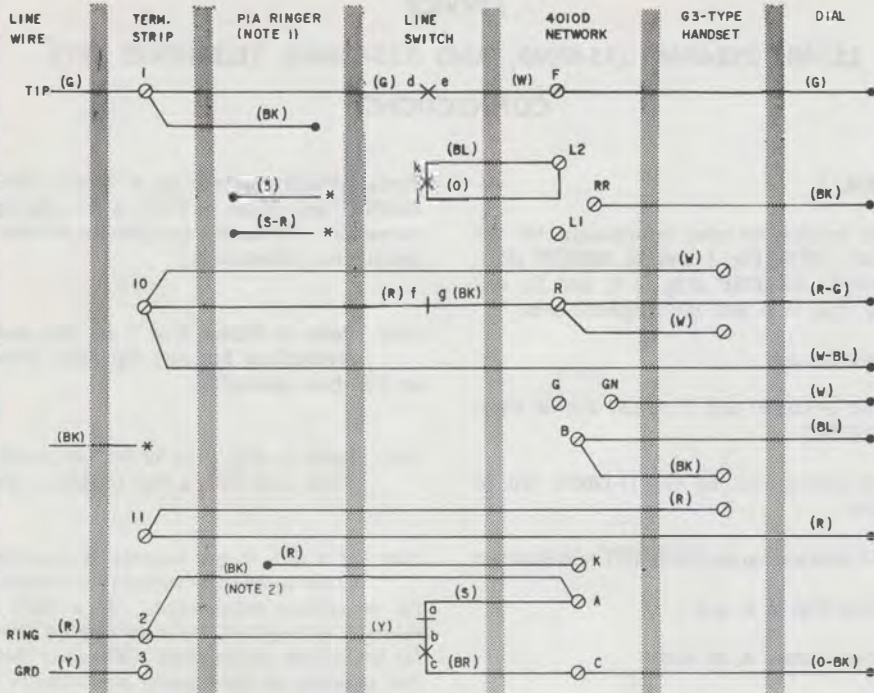 LINE WIRE
TERM. STRIP
PIA RINGER (NOTE 1)
LINE SWITCH
4010D NETWORK
G3-TYPE HANDSET
DIAL
TIP (G) 1 (G) d e (W) F (G)
(BK)
(BL) L2
k (O)
l
(S) * RR (BK)
(S-R) * L1
(W)
10 (R) f g (BK) R (R-G)
(W)
(W-BL)
G GN (W)
B (BL)
(BK) *
(BK)
(R)
11 (R)
(R) K
(BK)
(NOTE 2) (S) A
a
RING (R) 2 (Y) b
GRD (Y) 3 c (BR) C (O-BK)